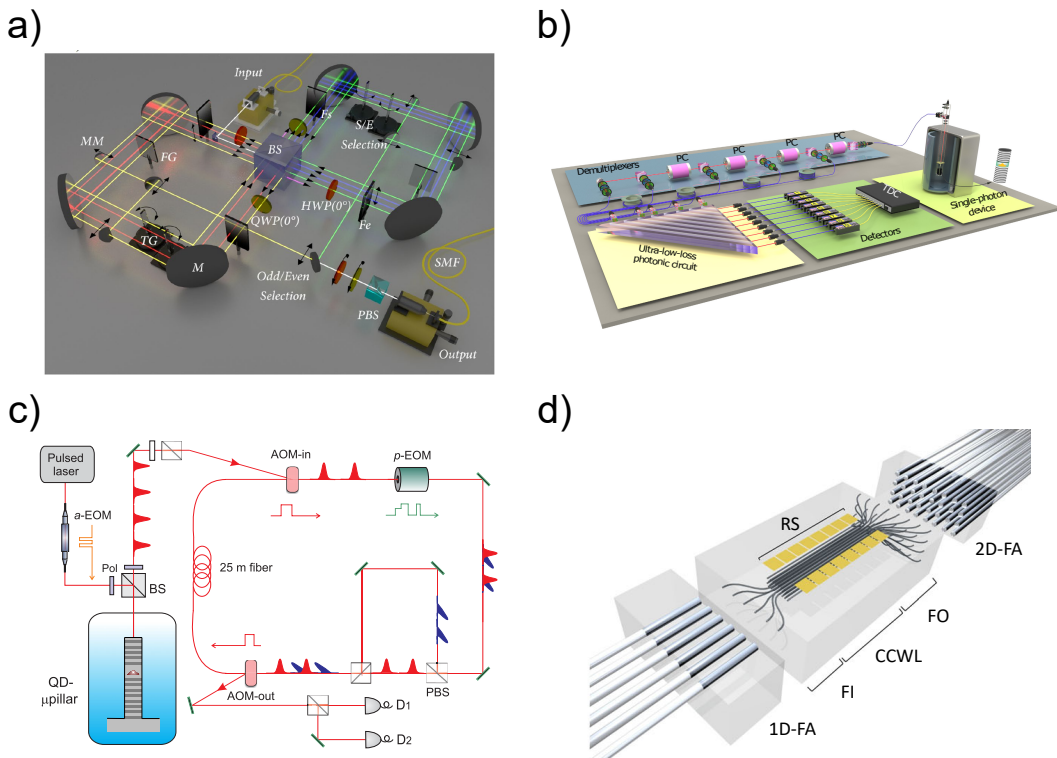 a)
Input
MM
FG
Fs
S/E
Selection
BS
HWP(0°)
QWP(0°)
Fe
TG
M
SMF
Odd/Even
Selection
PBS
Output
b)
PC
PC
PC
PC
Demultiplexers
TDC
Single-photon
device
Detectors
Ultra-low-loss
photonic circuit
c)
Pulsed
laser
AOM-in
p-EOM
a-EOM
Pol
BS
25 m fiber
QD-
μpillar
AOM-out
PBS
D1
D2
d)
RS
2D-FA
FO
CCWL
FI
1D-FA